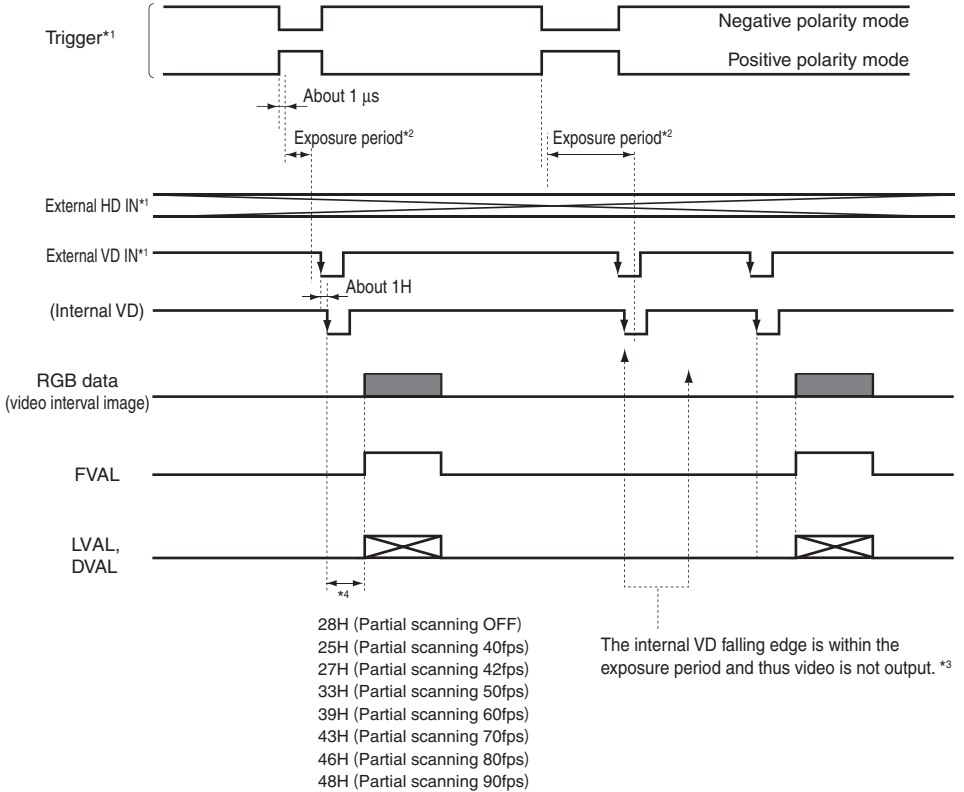 Negative polarity mode
Trigger*1
Positive polarity mode
About 1 μs
Exposure period*2
Exposure period*2
External HD IN*1
External VD IN*1
About 1H
(Internal VD)
RGB data
(video interval image)
FVAL
LVAL,
DVAL
*4
28H (Partial scanning OFF)
25H (Partial scanning 40fps)
27H (Partial scanning 42fps)
33H (Partial scanning 50fps)
39H (Partial scanning 60fps)
43H (Partial scanning 70fps)
46H (Partial scanning 80fps)
48H (Partial scanning 90fps)
The internal VD falling edge is within the
exposure period and thus video is not output. *3